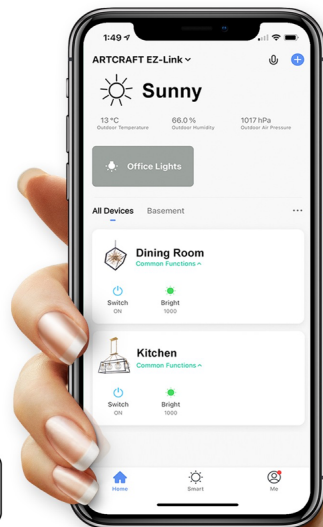 1:49
ARTCRAFT EZ-Link
Sunny
13 °C 66.0 % 1017 hPa
Outdoor Temperature Outdoor Humidity Outdoor Air Pressure
Office Lights
All Devices Basement ...
Dining Room
Common Functions
Switch Bright
ON 1000
Kitchen
Common Functions
Switch Bright
ON 1000
Home Smart Me